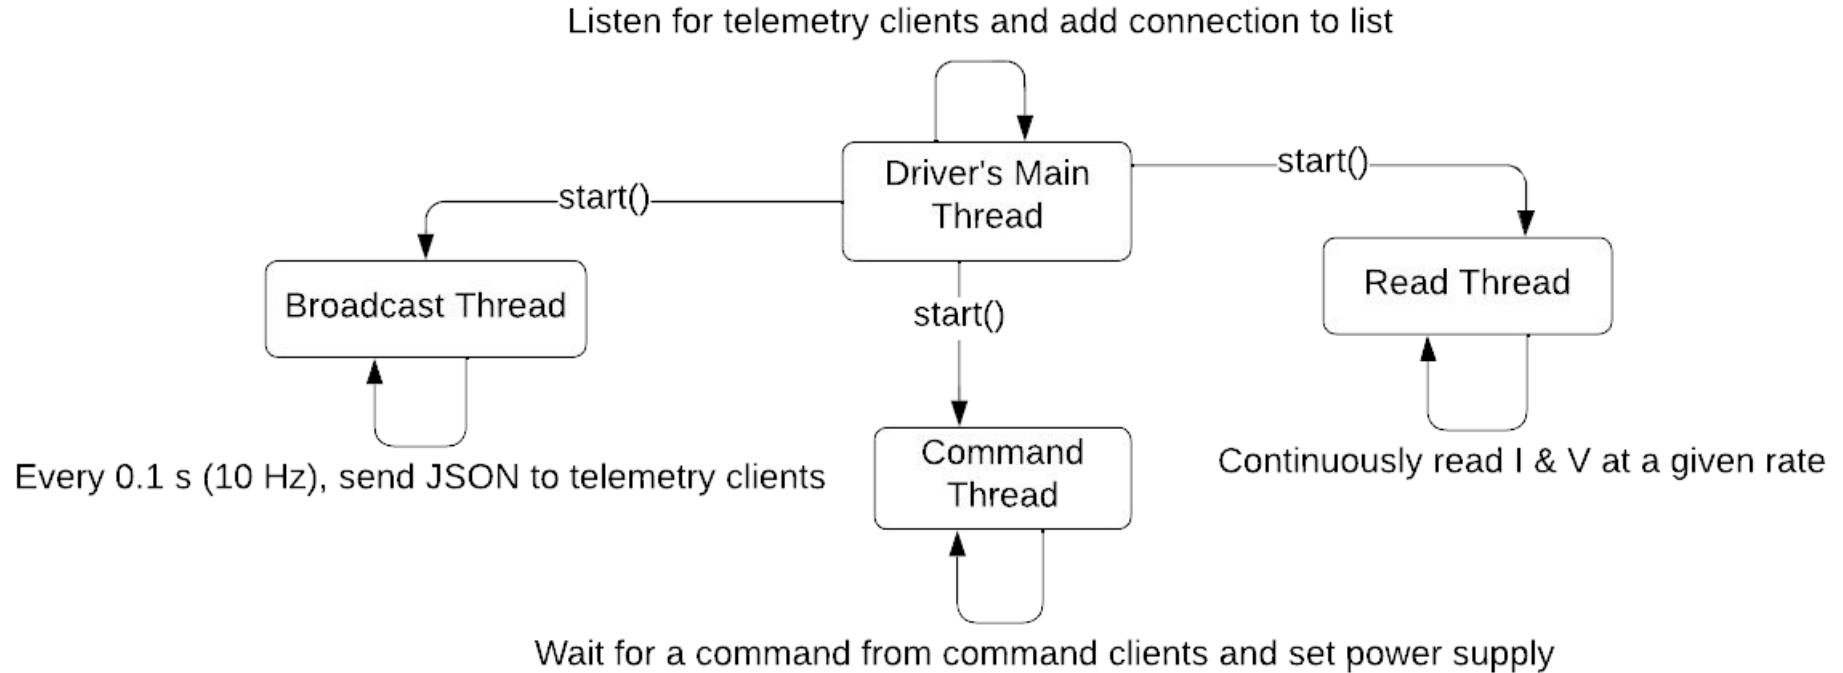 Listen for telemetry clients and add connection to list
Driver's Main
Thread
start()
start()
start()
Broadcast Thread
Read Thread
Command
Thread
Every 0.1 s (10 Hz), send JSON to telemetry clients
Continuously read I & V at a given rate
Wait for a command from command clients and set power supply